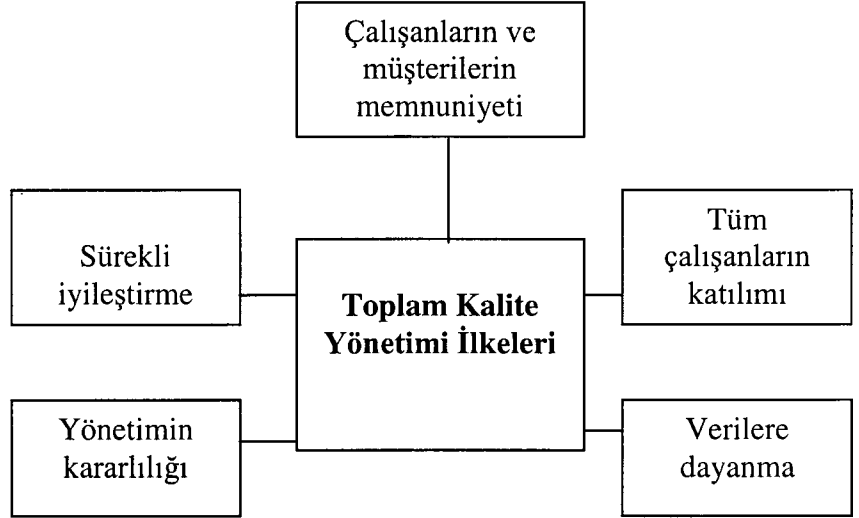 Çalışanların ve
müşterilerin
memnuniyeti
Sürekli
iyileştirme
Toplam Kalite
Yönetimi İlkeleri
Tüm
çalışanların
katılımı
Yönetimin
kararlılığı
Verilere
dayanma